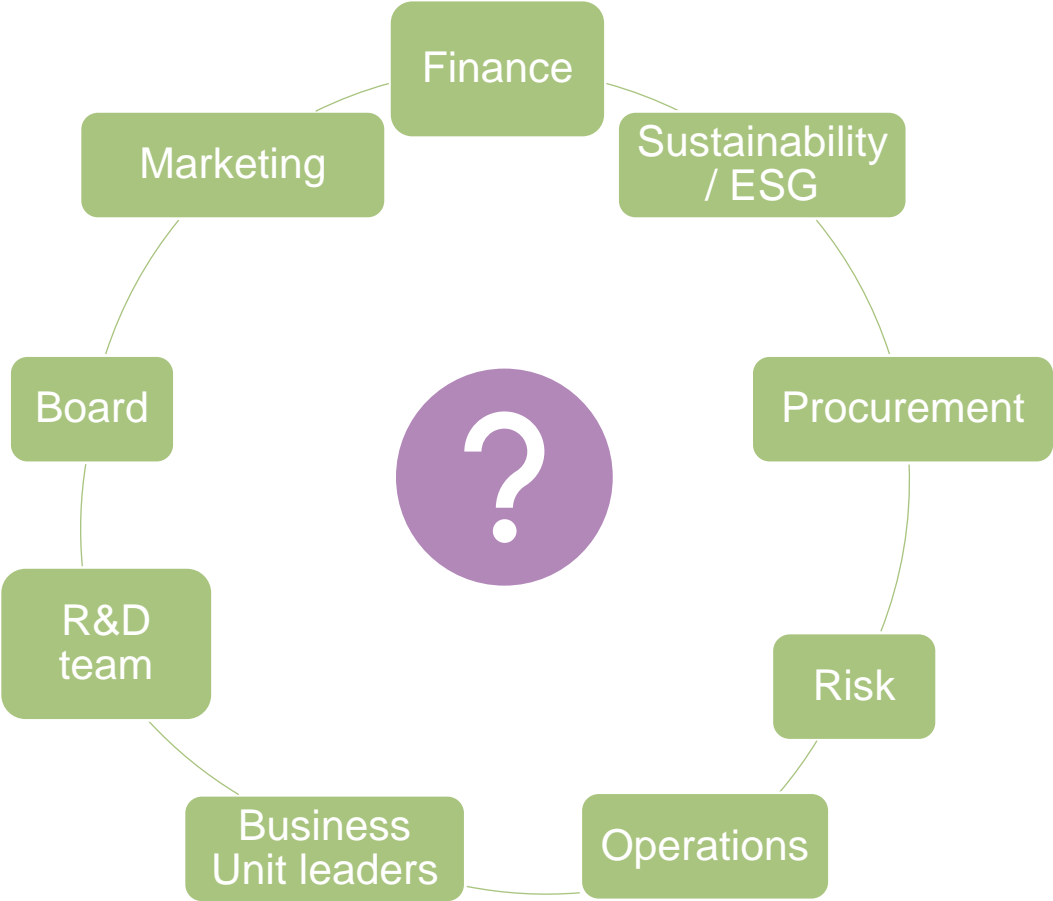 Finance
Sustainability
/ ESG
Procurement
Risk
Operations
Business
Unit leaders
R&D
team
Board
Marketing
?